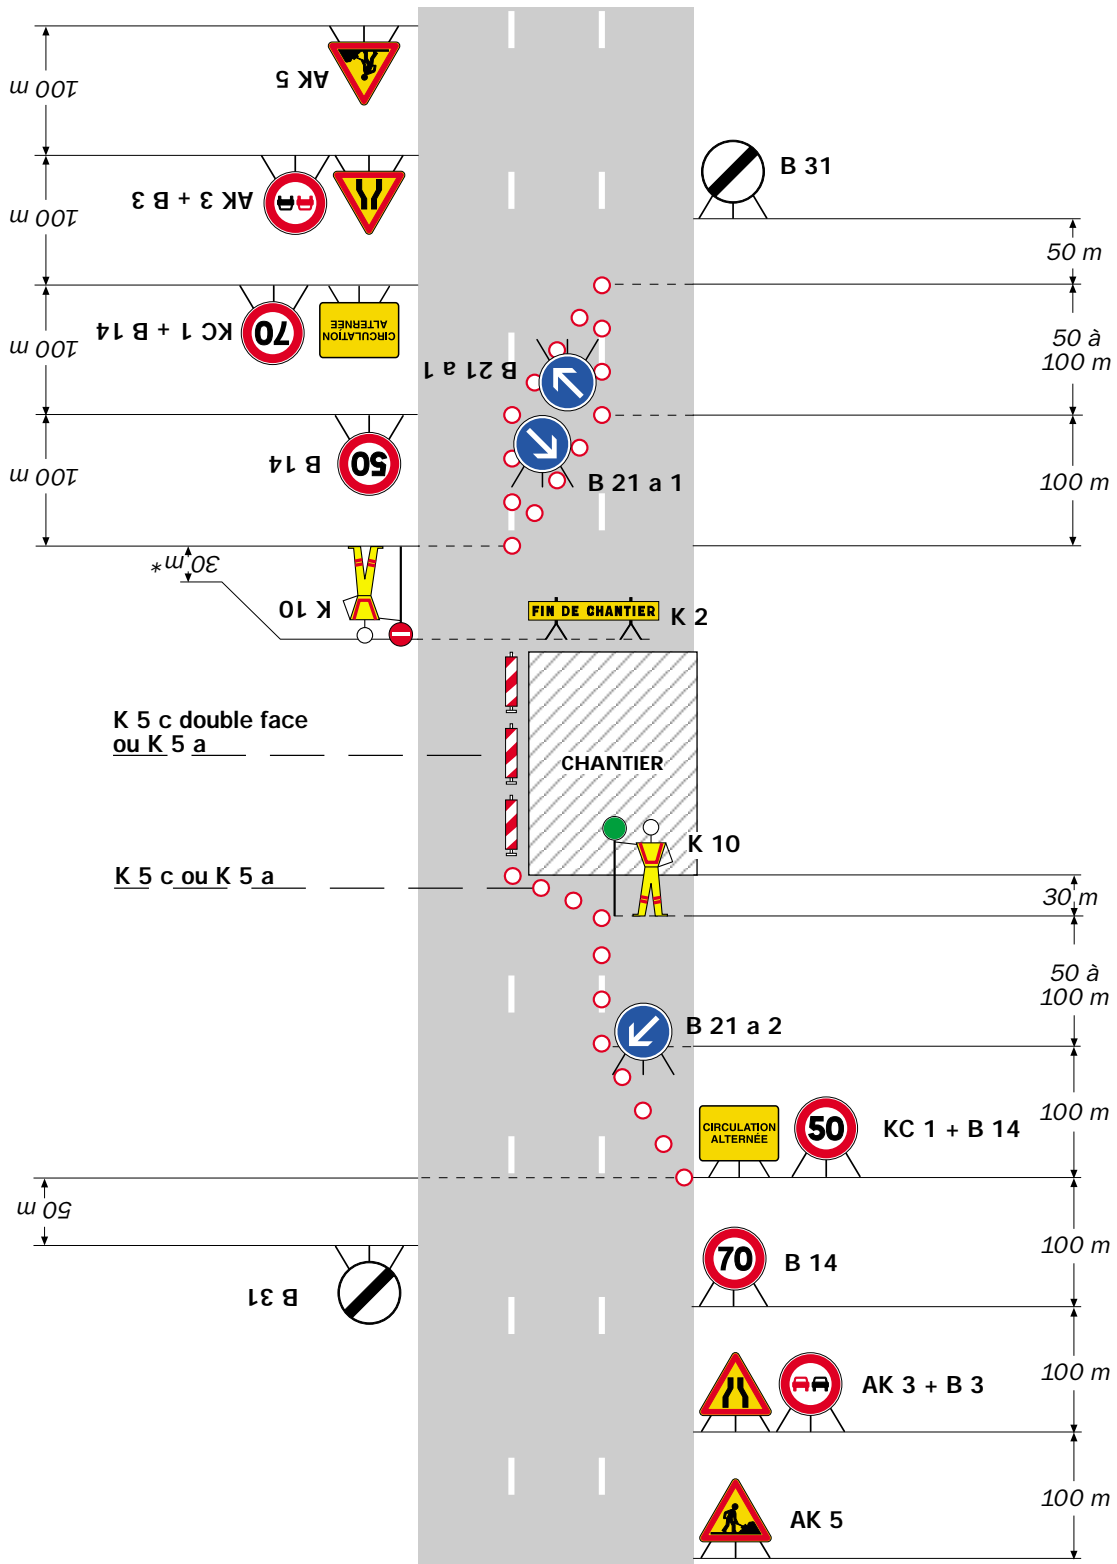 100 m
AK 5
100 m
AK 3 + B 3
B 31
50 m
100 m
70
CIRCULATION
ALTERNÉE
KC 1 + B 14
B 21 a 1
50 à
100 m
100 m
50
B 14
B 21 a 1
100 m
30 m*
K 10
FIN DE CHANTIER
K 2
K 5 c double face
ou K 5 a
CHANTIER
K 10
K 5 c ou K 5 a
30 m
50 à
100 m
B 21 a 2
CIRCULATION
ALTERNÉE
50
KC 1 + B 14
100 m
50 m
B 31
70
B 14
100 m
AK 3 + B 3
100 m
AK 5
100 m